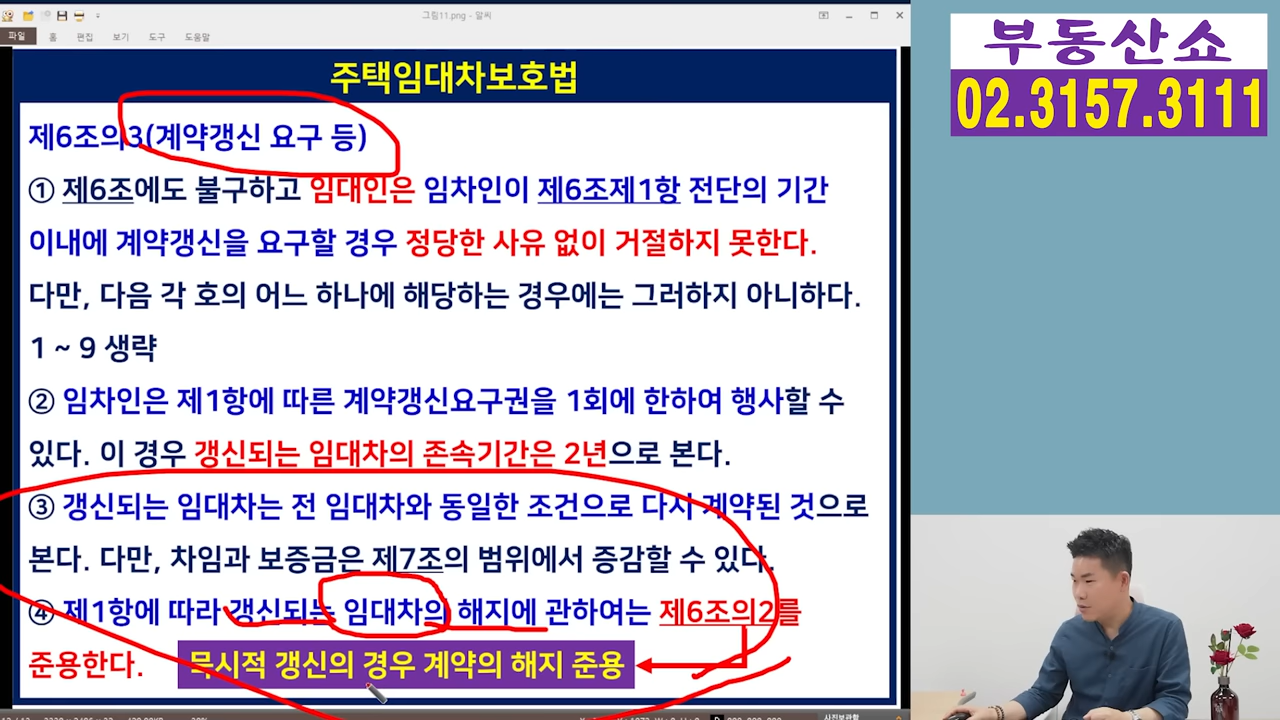 그림11.png - 알씨
파일 홈 편집 보기 도구 도움말
주택임대차보호법
제6조의3(계약갱신 요구 등)
① 제6조에도 불구하고 임대인은 임차인이 제6조제1항 전단의 기간
이내에 계약갱신을 요구할 경우 정당한 사유 없이 거절하지 못한다.
다만, 다음 각 호의 어느 하나에 해당하는 경우에는 그러하지 아니하다.
1 ~ 9 생략
② 임차인은 제1항에 따른 계약갱신요구권을 1회에 한하여 행사할 수
있다. 이 경우 갱신되는 임대차의 존속기간은 2년으로 본다.
③ 갱신되는 임대차는 전 임대차와 동일한 조건으로 다시 계약된 것으로
본다. 다만, 차임과 보증금은 제7조의 범위에서 증감할 수 있다.
④ 제1항에 따라 갱신되는 임대차의 해지에 관하여는 제6조의2를
준용한다.
묵시적 갱신의 경우 계약의 해지 준용
사진보관함
부동산쇼
02.3157.3111